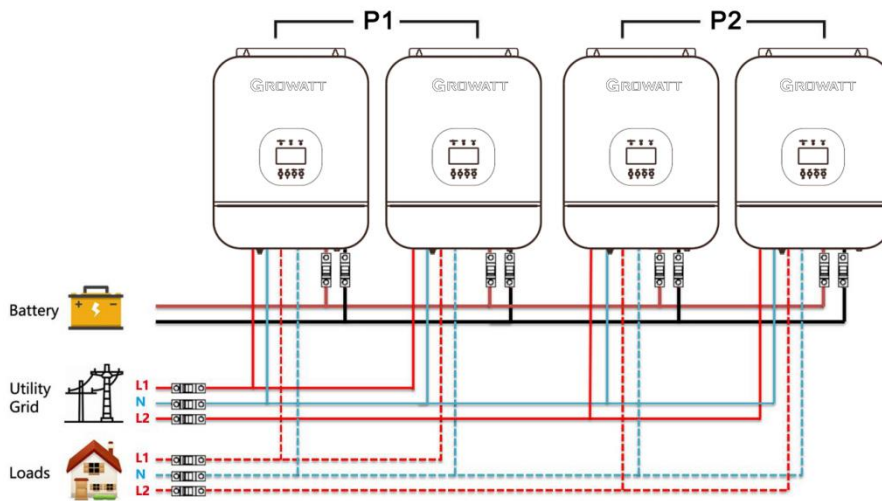 P1
P2
GROWATT
GROWATT
GROWATT
GROWATT
Battery
+
−
Utility
Grid
L1
N
L2
Loads
L1
N
L2